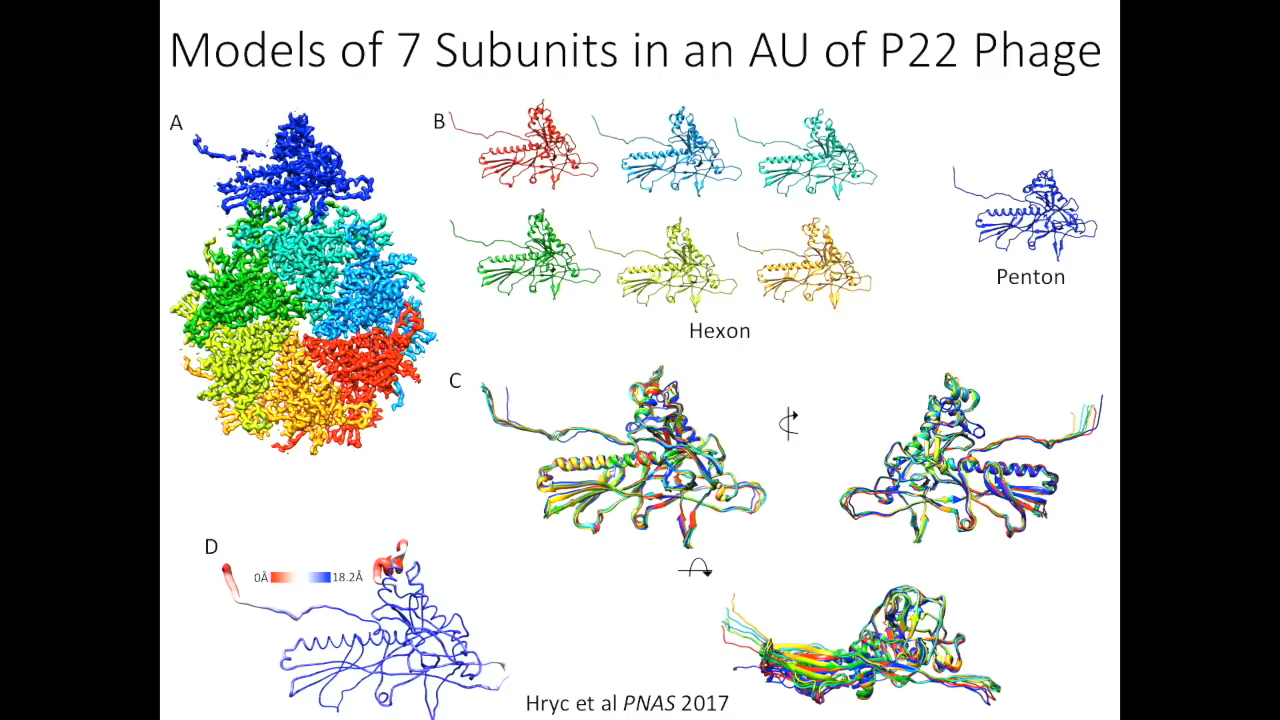 Models of 7 Subunits in an AU of P22 Phage
A
B
Penton
Hexon
C
D
0Å
18.2Å
Hryc et al PNAS 2017